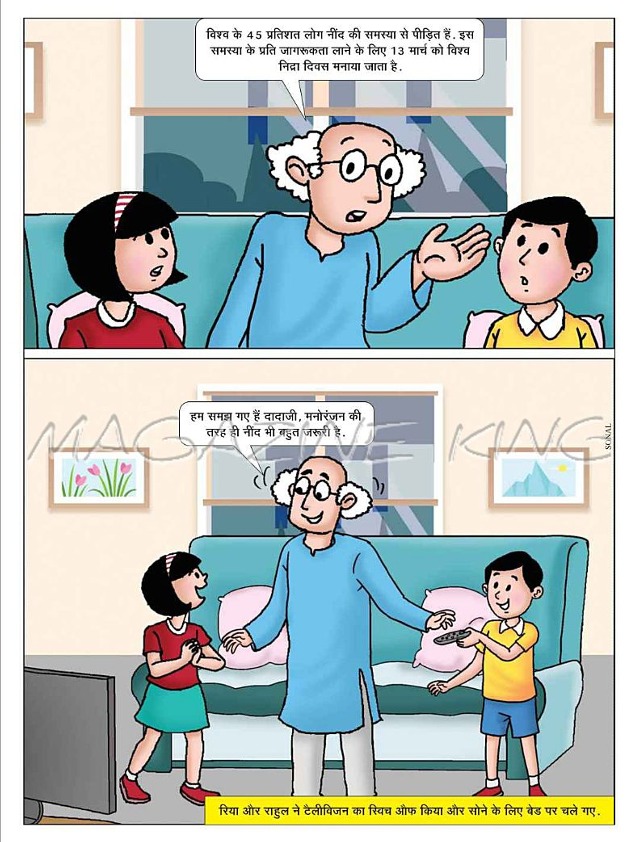 विश्व के 45 प्रतिशत लोग नींद की समस्या से पीड़ित हैं. इस
समस्या के प्रति जागरूकता लाने के लिए 13 मार्च को विश्व
निद्रा दिवस मनाया जाता है.
हम समझ गए हैं दादाजी, मनोरंजन की
तरह ही नींद भी बहुत जरूरी है.
MAGAZINE KING
SONAL
रिया और राहुल ने टैलीविजन का स्विच ऑफ किया और सोने के लिए बेड पर चले गए.